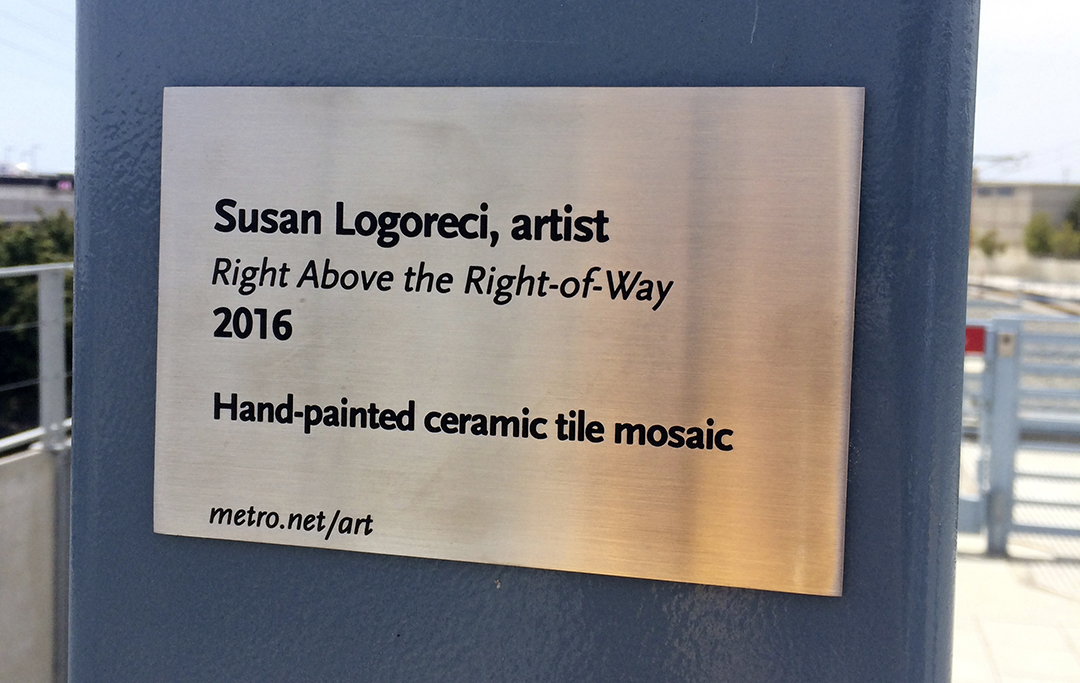 Susan Logoreci, artist
Right Above the Right-of-Way
2016
Hand-painted ceramic tile mosaic
metro.net/art